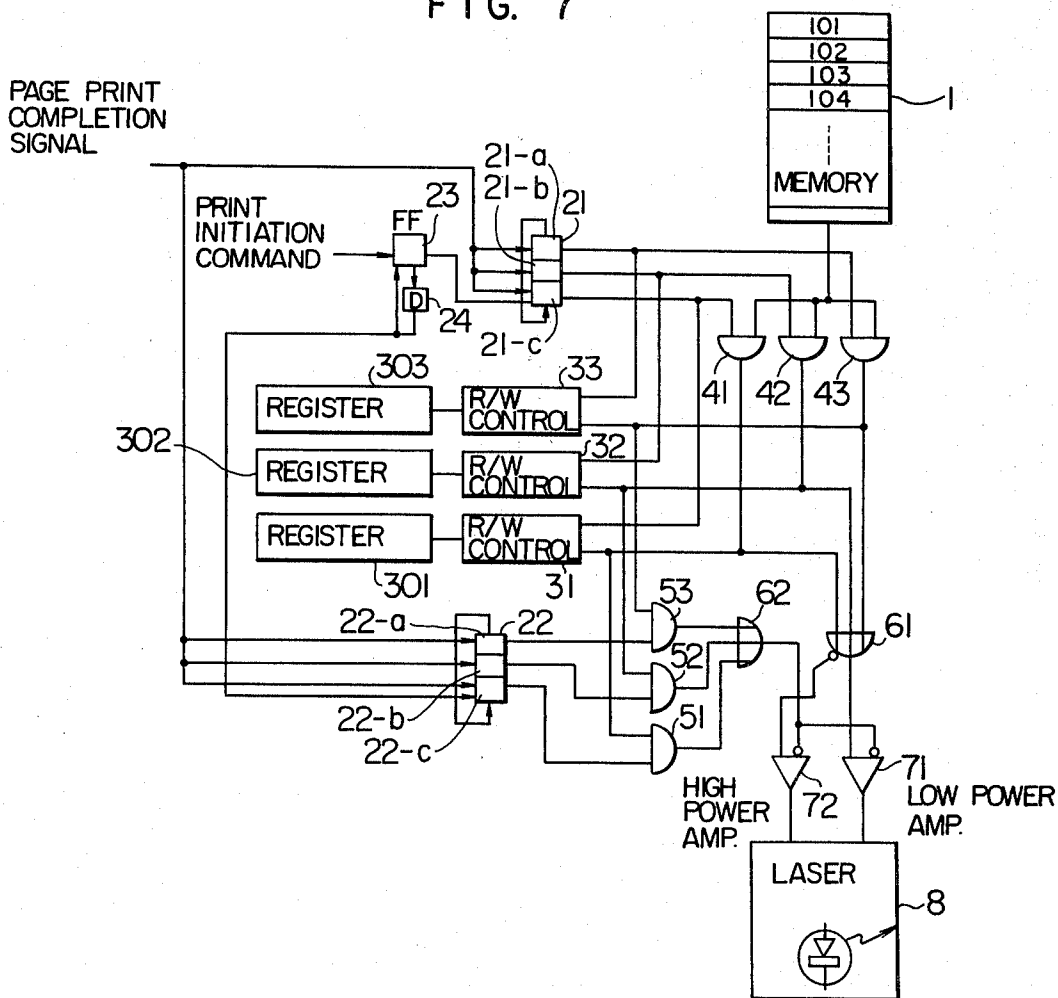 FIG. 7
101
102
103
104
1
MEMORY
PAGE PRINT
COMPLETION
SIGNAL
21-a
21-b
21
PRINT
INITIATION
COMMAND
FF
23
D
24
21-c
41
42
43
303
33
REGISTER
R/W
CONTROL
302
32
REGISTER
R/W
CONTROL
REGISTER
R/W
CONTROL
301
31
53
62
22-a
22
61
52
22-b
51
22-c
71
72
HIGH
POWER
AMP.
LOW POWER
AMP.
LASER
8